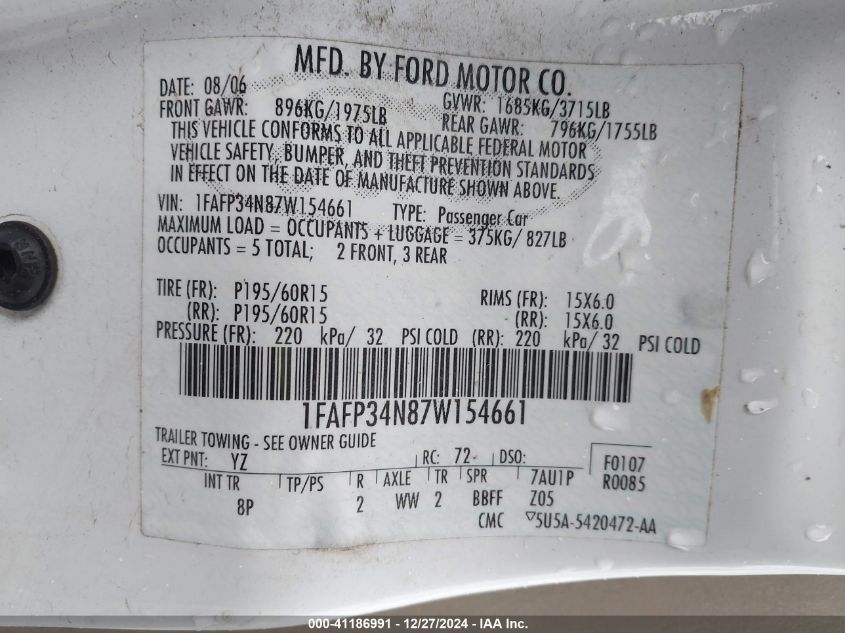 MFD. BY FORD MOTOR CO.
DATE: 08/06 GVWR: 1685KG/3715LB
FRONT GAWR: 896KG/1975LB REAR GAWR: 796KG/1755LB
THIS VEHICLE CONFORMS TO ALL APPLICABLE FEDERAL MOTOR
VEHICLE SAFETY, BUMPER, AND THEFT PREVENTION STANDARDS
IN EFFECT ON THE DATE OF MANUFACTURE SHOWN ABOVE.
VIN: 1FAFP34N87W154661 TYPE: Passenger Car
MAXIMUM LOAD = OCCUPANTS + LUGGAGE = 375KG/ 827LB
OCCUPANTS = 5 TOTAL; 2 FRONT, 3 REAR
TIRE (FR): P195/60R15 RIMS (FR): 15X6.0
(RR): P195/60R15 (RR): 15X6.0
PRESSURE (FR): 220 kPa/ 32 PSI COLD (RR): 220 kPa/ 32 PSI COLD
1FAFP34N87W154661
TRAILER TOWING - SEE OWNER GUIDE
EXT PNT: YZ RC: 72 DSO: F0107
INT TR TP/PS R AXLE TR SPR 7AU1P R0085
8P 2 WW 2 BBFF Z05
CMC ▽5U5A-5420472-AA
000-41186991 - 12/27/2024 - IAA Inc.